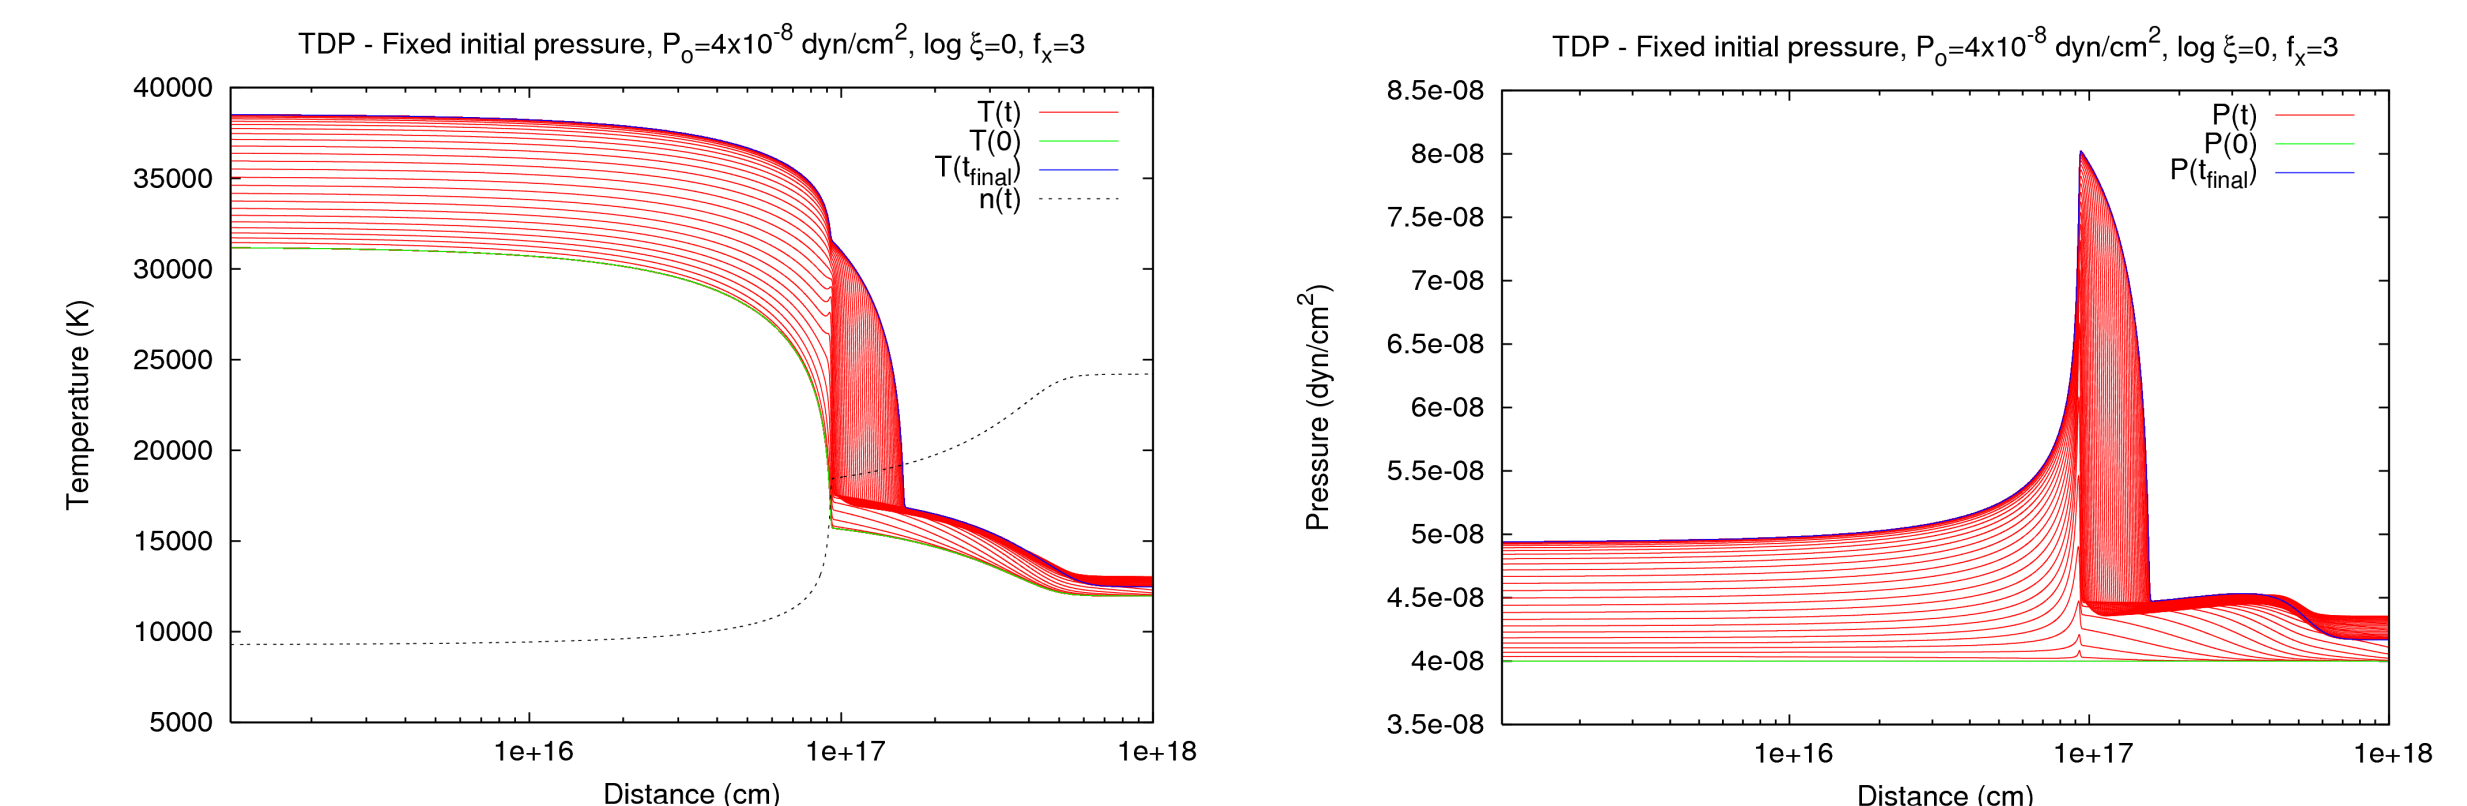 TDP - Fixed initial pressure, Po=4x10-8 dyn/cm2, log ξ=0, fx=3
40000
35000
30000
25000
20000
15000
10000
5000
Temperature (K)
T(t)
T(0)
T(tfinal)
n(t)
1e+16
1e+17
1e+18
Distance (cm)
TDP - Fixed initial pressure, Po=4x10-8 dyn/cm2, log ξ=0, fx=3
8.5e-08
8e-08
7.5e-08
7e-08
6.5e-08
6e-08
5.5e-08
5e-08
4.5e-08
4e-08
3.5e-08
Pressure (dyn/cm2)
P(t)
P(0)
P(tfinal)
1e+16
1e+17
1e+18
Distance (cm)